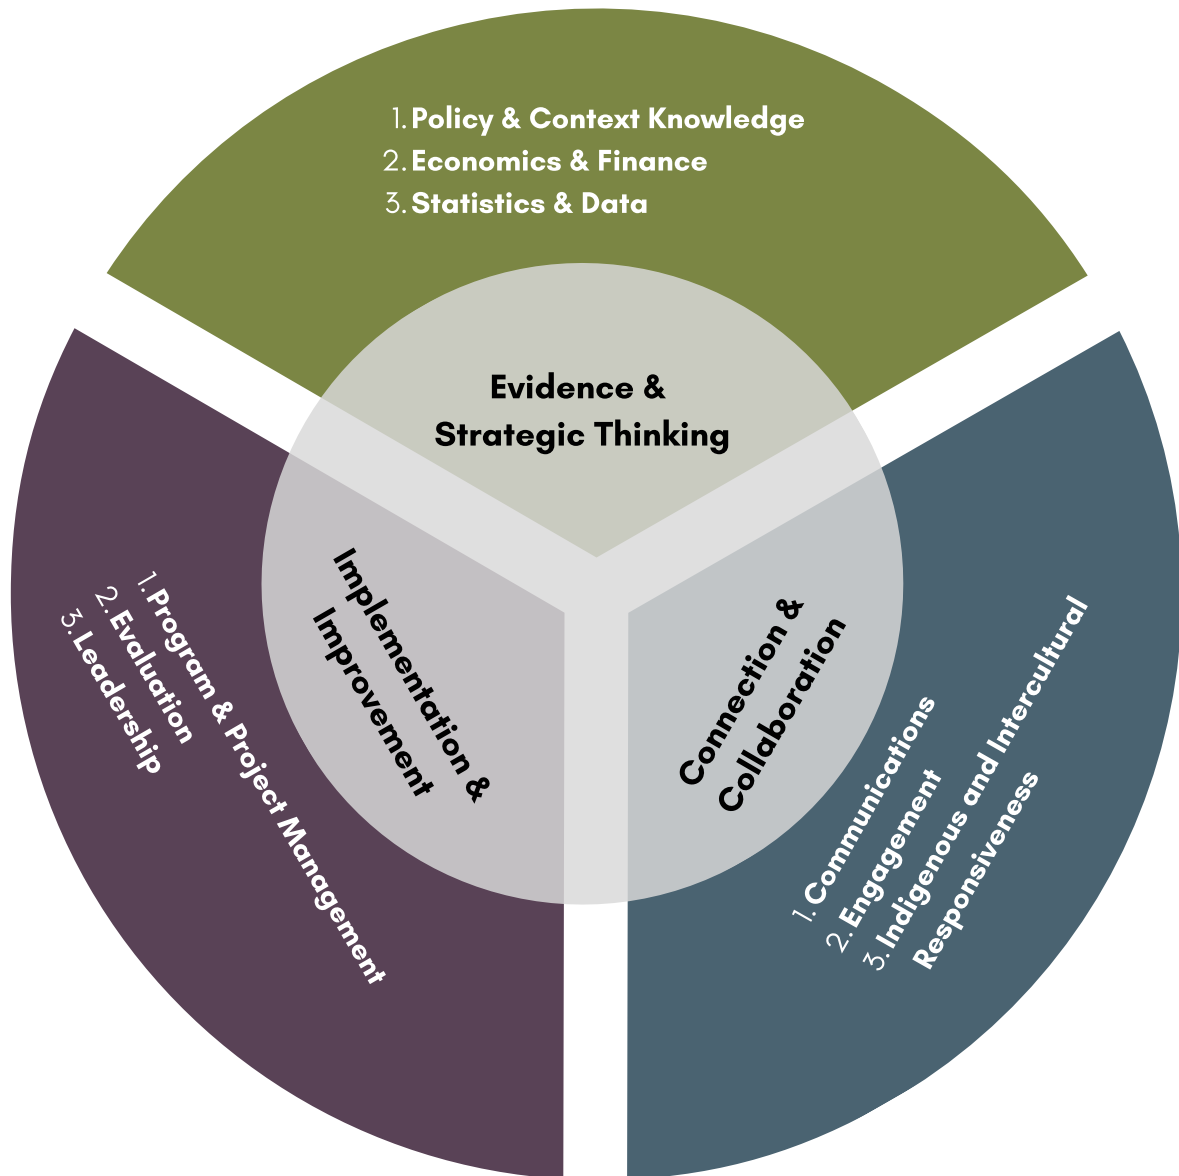 1. Policy & Context Knowledge
2. Economics & Finance
3. Statistics & Data
Evidence &
Strategic Thinking
Implementation &
Improvement
Connection &
Collaboration
1. Program & Project Management
2. Evaluation
3. Leadership
1. Communications
2. Engagement
3. Indigenous and Intercultural
Responsiveness